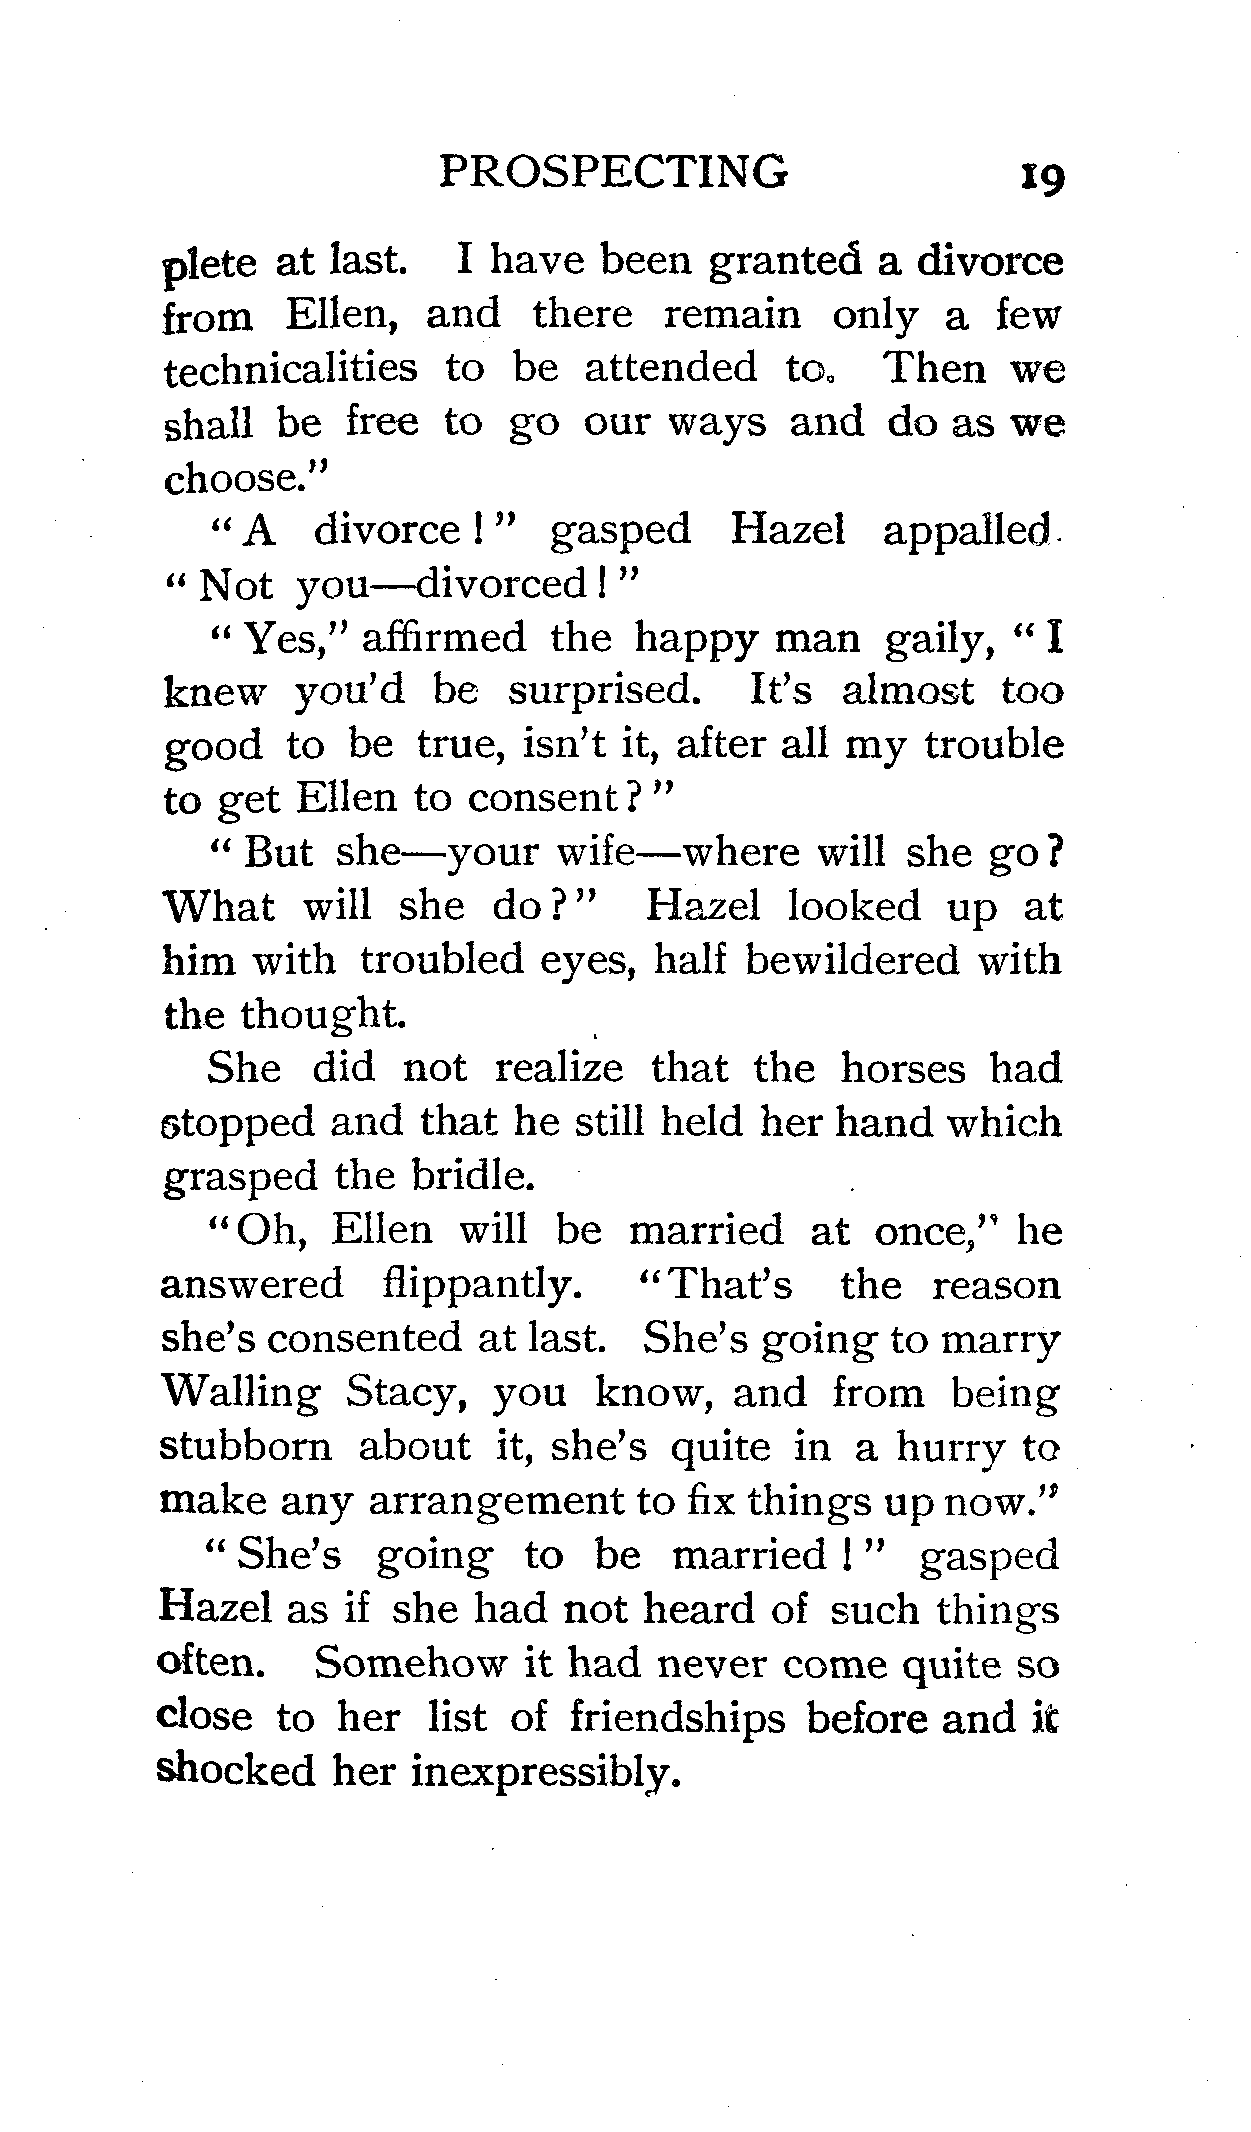 PROSPECTING 19
plete at last. I have been granted a divorce
from Ellen, and there remain only a few
technicalities to be attended to. Then we
shall be free to go our ways and do as we
choose."
"A divorce!" gasped Hazel appalled.
"Not you—divorced!"
"Yes," affirmed the happy man gaily, "I
knew you'd be surprised. It's almost too
good to be true, isn't it, after all my trouble
to get Ellen to consent?"
"But she—your wife—where will she go?
What will she do?" Hazel looked up at
him with troubled eyes, half bewildered with
the thought.
She did not realize that the horses had
stopped and that he still held her hand which
grasped the bridle.
"Oh, Ellen will be married at once," he
answered flippantly. "That's the reason
she's consented at last. She's going to marry
Walling Stacy, you know, and from being
stubborn about it, she's quite in a hurry to
make any arrangement to fix things up now."
"She's going to be married!" gasped
Hazel as if she had not heard of such things
often. Somehow it had never come quite so
close to her list of friendships before and it
shocked her inexpressibly.